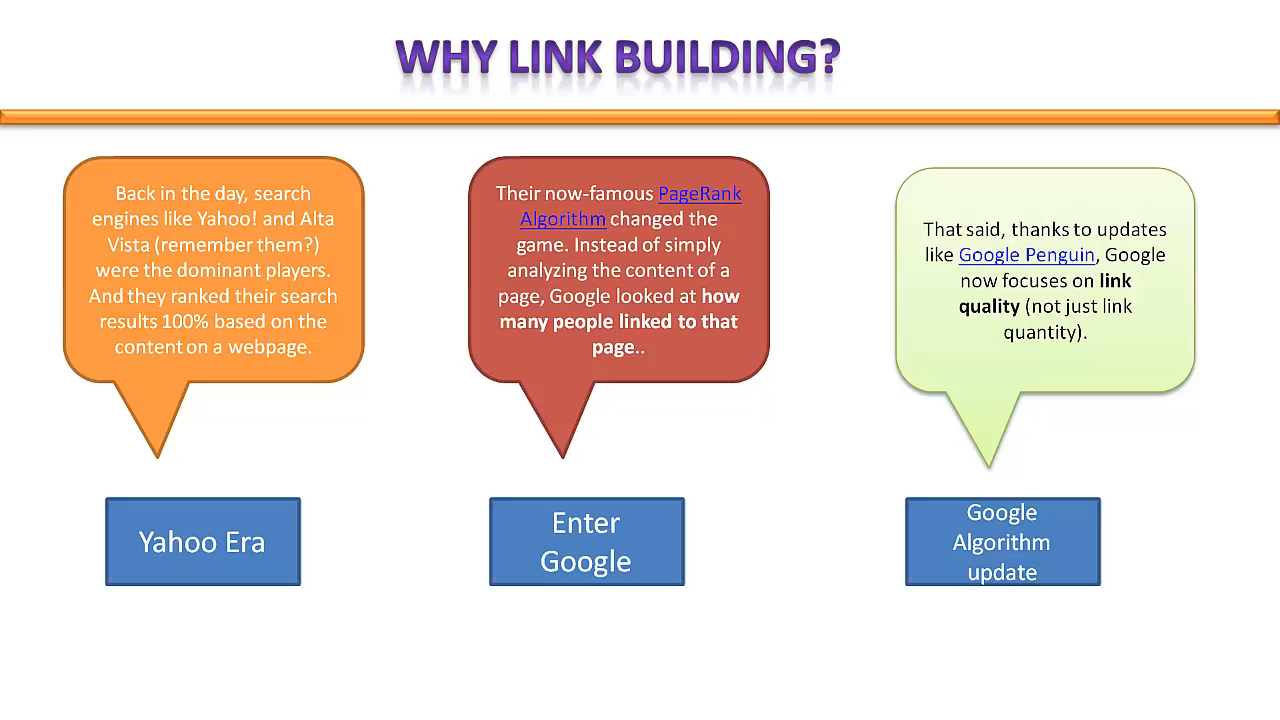 WHY LINK BUILDING?
Back in the day, search
engines like Yahoo! and Alta
Vista (remember them?)
were the dominant players.
And they ranked their search
results 100% based on the
content on a webpage.
Their now-famous PageRank
Algorithm changed the
game. Instead of simply
analyzing the content of a
page, Google looked at how
many people linked to that
page..
That said, thanks to updates
like Google Penguin, Google
now focuses on link
quality (not just link
quantity).
Yahoo Era
Enter
Google
Google
Algorithm
update